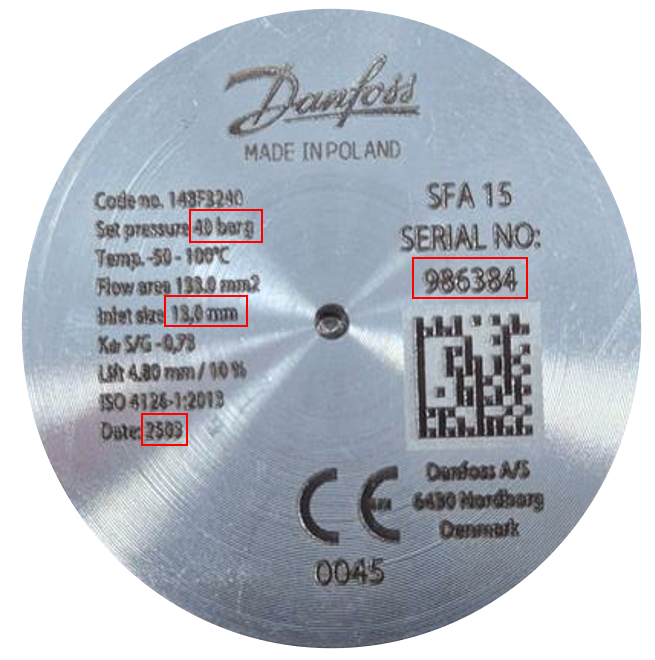 Danfoss
MADE IN POLAND
Code no. 148F3240
Set pressure 40 barg
Temp. -50 - 100°C
Flow area 133.0 mm2
Inlet size 13,0 mm
Kdr S/G -0,73
Lift 4.80 mm / 10 %
ISO 4126-1:2013
Date: 2503
SFA 15
SERIAL NO:
986384
Danfoss A/S
6430 Nordborg
Denmark
CE
0045